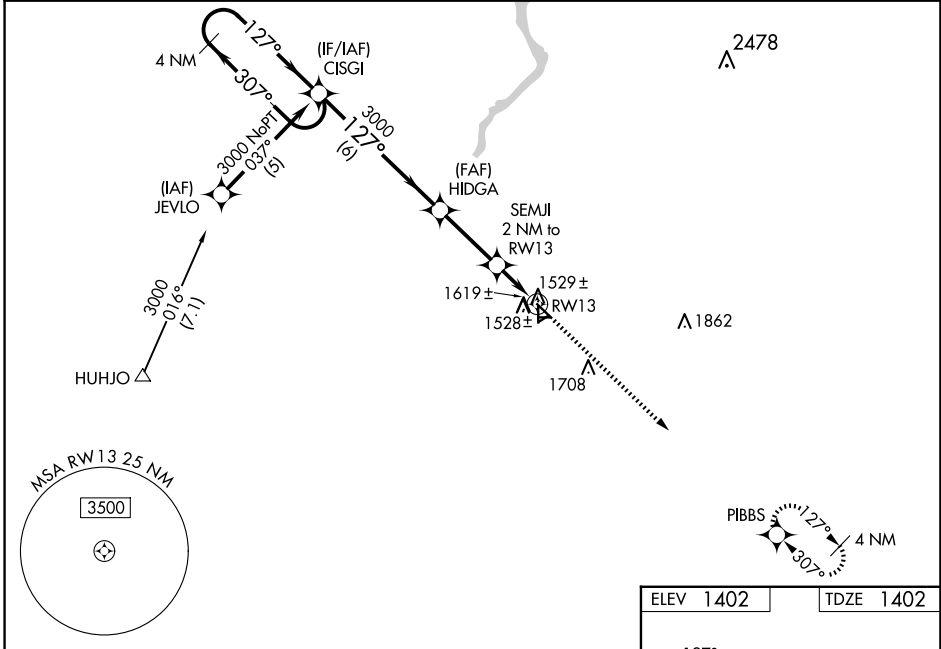 127°
4 NM
307°
(IF/IAF)
CISGI
2478
3000 NoPT
037°
(5)
3000
127°
(6)
(IAF)
JEVLO
(FAF)
HIDGA
SEMJI
2 NM to
RW13
1529±
1619±
RW13
1528±
1862
3000
016°
(7.1)
HUHJO
1708
MSA RW13 25 NM
3500
PIBBS
127°
4 NM
307°
ELEV 1402
TDZE 1402